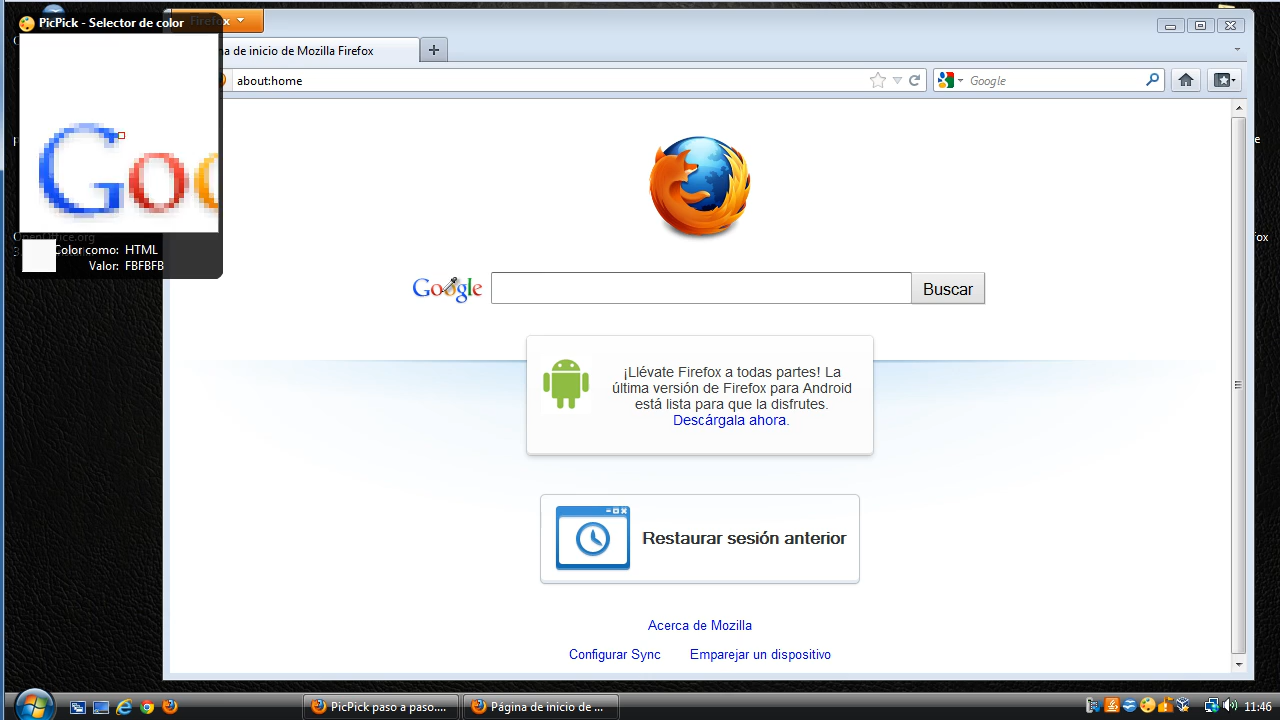 PicPick - Selector de color
Firefox
na de inicio de Mozilla Firefox
about:home
Google
Goo
OpenOffice.org
Color como: HTML
Valor: FBFBFB
Google
Buscar
¡Llévate Firefox a todas partes! La
última versión de Firefox para Android
está lista para que la disfrutes.
Descárgala ahora.
Restaurar sesión anterior
Acerca de Mozilla
Configurar Sync
Emparejar un dispositivo
PicPick paso a paso....
Página de inicio de ...
11:46